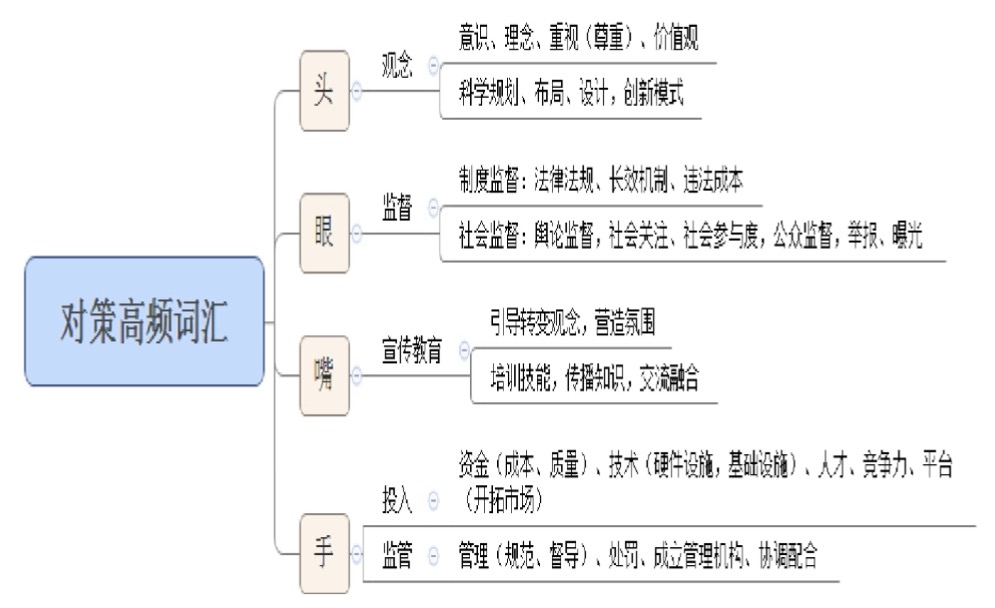 对策高频词汇
头
观念
意识、理念、重视（尊重）、价值观
科学规划、布局、设计，创新模式
眼
监督
制度监督：法律法规、长效机制、违法成本
社会监督：舆论监督，社会关注、社会参与度，公众监督，举报、曝光
嘴
宣传教育
引导转变观念，营造氛围
培训技能，传播知识，交流融合
手
投入
资金（成本、质量）、技术（硬件设施，基础设施）、人才、竞争力、平台
（开拓市场）
监管
管理（规范、督导）、处罚、成立管理机构、协调配合